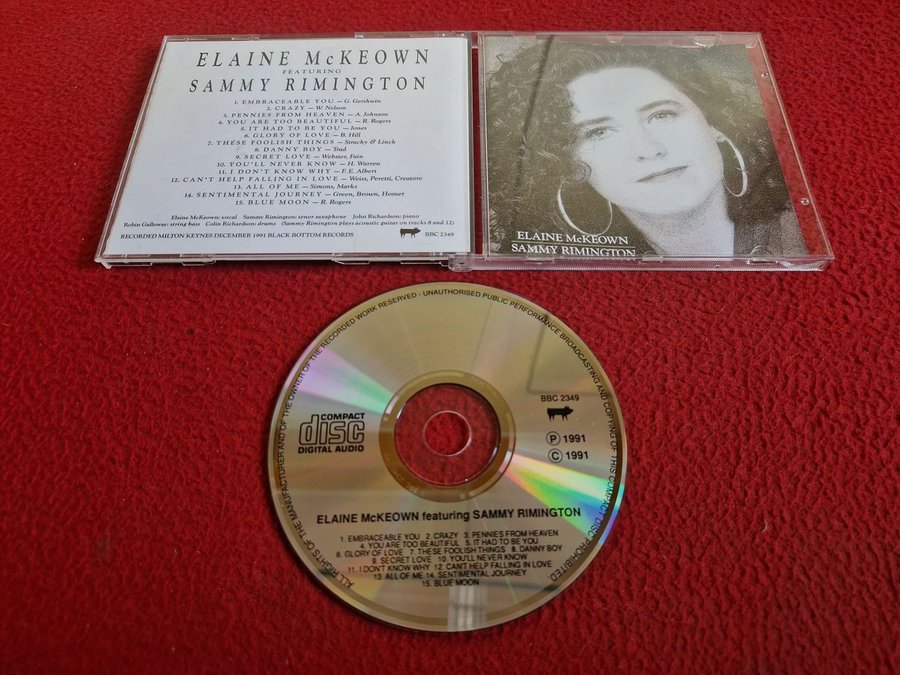 ELAINE McKEOWN
FEATURING
SAMMY RIMINGTON
1. EMBRACEABLE YOU — G. Gershwin
2. CRAZY — W. Nelson
3. PENNIES FROM HEAVEN — A. Johnson
4. YOU ARE TOO BEAUTIFUL — R. Rogers
5. IT HAD TO BE YOU — Jones
6. GLORY OF LOVE — B. Hill
7. THESE FOOLISH THINGS — Strachy & Linck
8. DANNY BOY — Trad
9. SECRET LOVE — Webster, Fain
10. YOU'LL NEVER KNOW — H. Warren
11. I DON'T KNOW WHY — F.E. Albert
12. CAN'T HELP FALLING IN LOVE — Weiss, Peretti, Creatore
13. ALL OF ME — Simons, Marks
14. SENTIMENTAL JOURNEY — Green, Brown, Homer
15. BLUE MOON — R. Rogers
Elaine McKeown: vocal Sammy Rimington: tenor saxophone John Richardson: piano
Robin Galloway: string bass Colin Richardson: drums (Sammy Rimington plays acoustic guitar on tracks 8 and 12)
RECORDED MILTON KEYNES DECEMBER 1991 BLACK BOTTOM RECORDS BBC 2349
ELAINE McKEOWN
SAMMY RIMINGTON
ALL RIGHTS OF THE MANUFACTURER AND OF THE OWNER OF THE RECORDED WORK RESERVED - UNAUTHORISED PUBLIC PERFORMANCE BROADCASTING AND COPYING OF THIS COMPACT DISC PROHIBITED
COMPACT
disc
DIGITAL AUDIO
BBC 2349
Ⓟ 1991
Ⓒ 1991
ELAINE McKEOWN featuring SAMMY RIMINGTON
1. EMBRACEABLE YOU 2. CRAZY 3. PENNIES FROM HEAVEN
4. YOU ARE TOO BEAUTIFUL 5. IT HAD TO BE YOU
6. GLORY OF LOVE 7. THESE FOOLISH THINGS 8. DANNY BOY
9. SECRET LOVE 10. YOU'LL NEVER KNOW
11. I DON'T KNOW WHY 12. CAN'T HELP FALLING IN LOVE
13. ALL OF ME 14. SENTIMENTAL JOURNEY
15. BLUE MOON